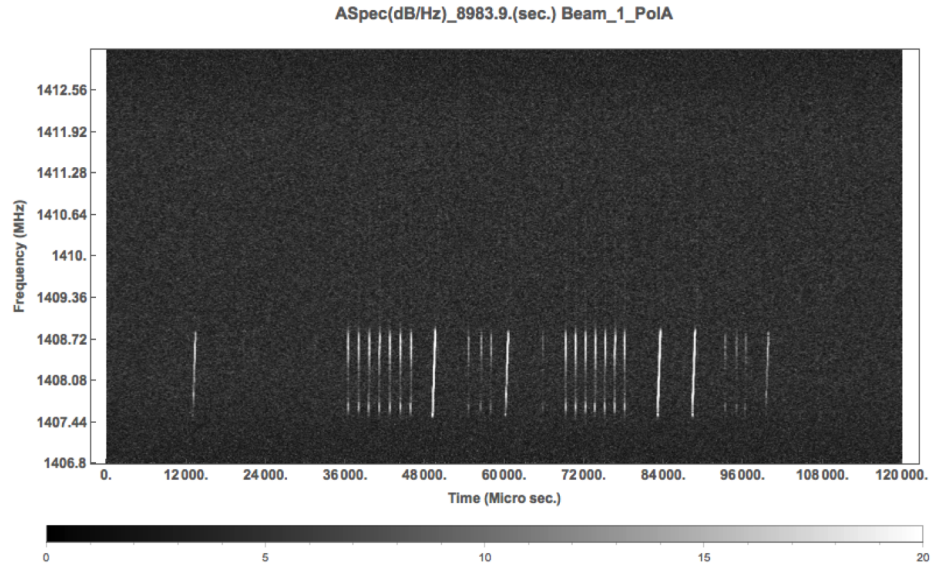 ASpec(dB/Hz)_8983.9.(sec.) Beam_1_PolA
1412.56
1411.92
1411.28
1410.64
1410.
1409.36
1408.72
1408.08
1407.44
1406.8
Frequency (MHz)
0. 12000. 24000. 36000. 48000. 60000. 72000. 84000. 96000. 108000. 120000.
Time (Micro sec.)
0 5 10 15 20